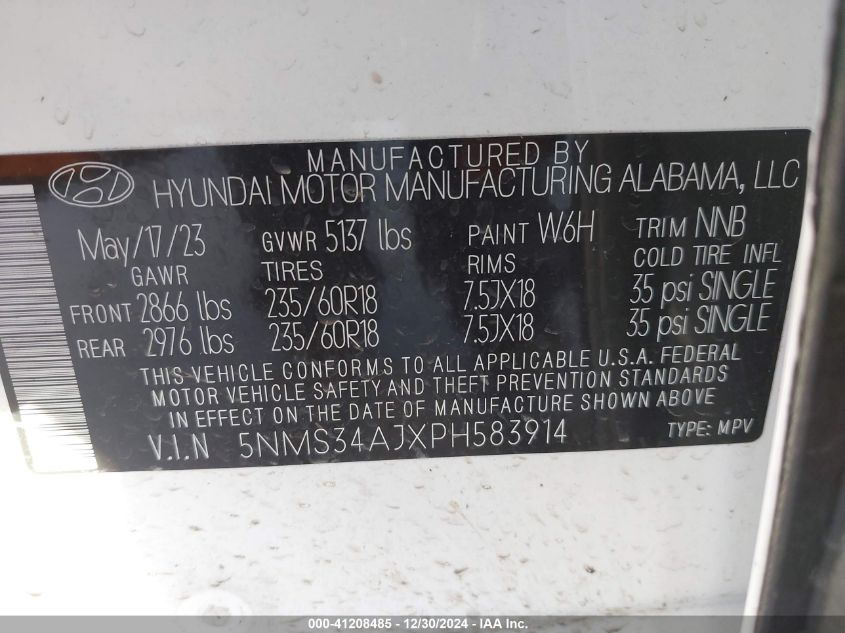 MANUFACTURED BY
HYUNDAI MOTOR MANUFACTURING ALABAMA, LLC
May/17/23 GVWR 5137 lbs PAINT W6H TRIM NNB
GAWR TIRES RIMS COLD TIRE INFL
FRONT 2866 lbs 235/60R18 7.5JX18 35 psi SINGLE
REAR 2976 lbs 235/60R18 7.5JX18 35 psi SINGLE
THIS VEHICLE CONFORMS TO ALL APPLICABLE U.S.A. FEDERAL
MOTOR VEHICLE SAFETY AND THEFT PREVENTION STANDARDS
IN EFFECT ON THE DATE OF MANUFACTURE SHOWN ABOVE
V.I.N 5NMS34AJXPH583914 TYPE: MPV
000-41208485 - 12/30/2024 - IAA Inc.